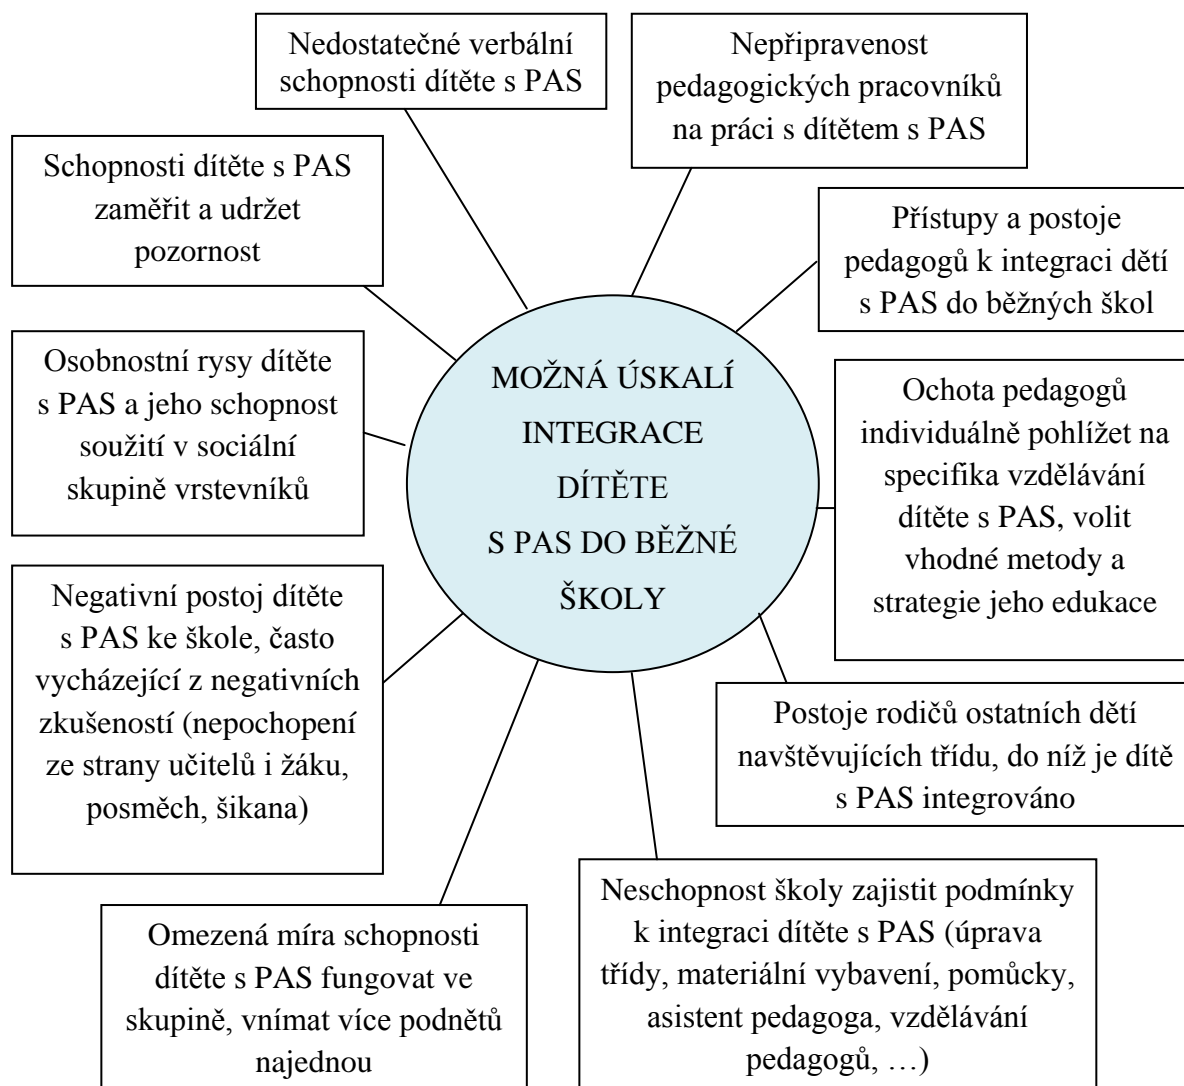 Nedostatečné verbální
schopnosti dítěte s PAS
Nepřipravenost
pedagogických pracovníků
na práci s dítětem s PAS
Schopnosti dítěte s PAS
zaměřit a udržet
pozornost
Přístupy a postoje
pedagogů k integraci dětí
s PAS do běžných škol
Osobnostní rysy dítěte
s PAS a jeho schopnost
soužití v sociální
skupině vrstevníků
MOŽNÁ ÚSKALÍ
INTEGRACE
DÍTĚTE
S PAS DO BĚŽNÉ
ŠKOLY
Ochota pedagogů
individuálně pohlížet na
specifika vzdělávání
dítěte s PAS, volit
vhodné metody a
strategie jeho edukace
Negativní postoj dítěte
s PAS ke škole, často
vycházející z negativních
zkušeností (nepochopení
ze strany učitelů i žáku,
posměch, šikana)
Postoje rodičů ostatních dětí
navštěvujících třídu, do níž je dítě
s PAS integrováno
Omezená míra schopnosti
dítěte s PAS fungovat ve
skupině, vnímat více podnětů
najednou
Neschopnost školy zajistit podmínky
k integraci dítěte s PAS (úprava
třídy, materiální vybavení, pomůcky,
asistent pedagoga, vzdělávání
pedagogů, …)